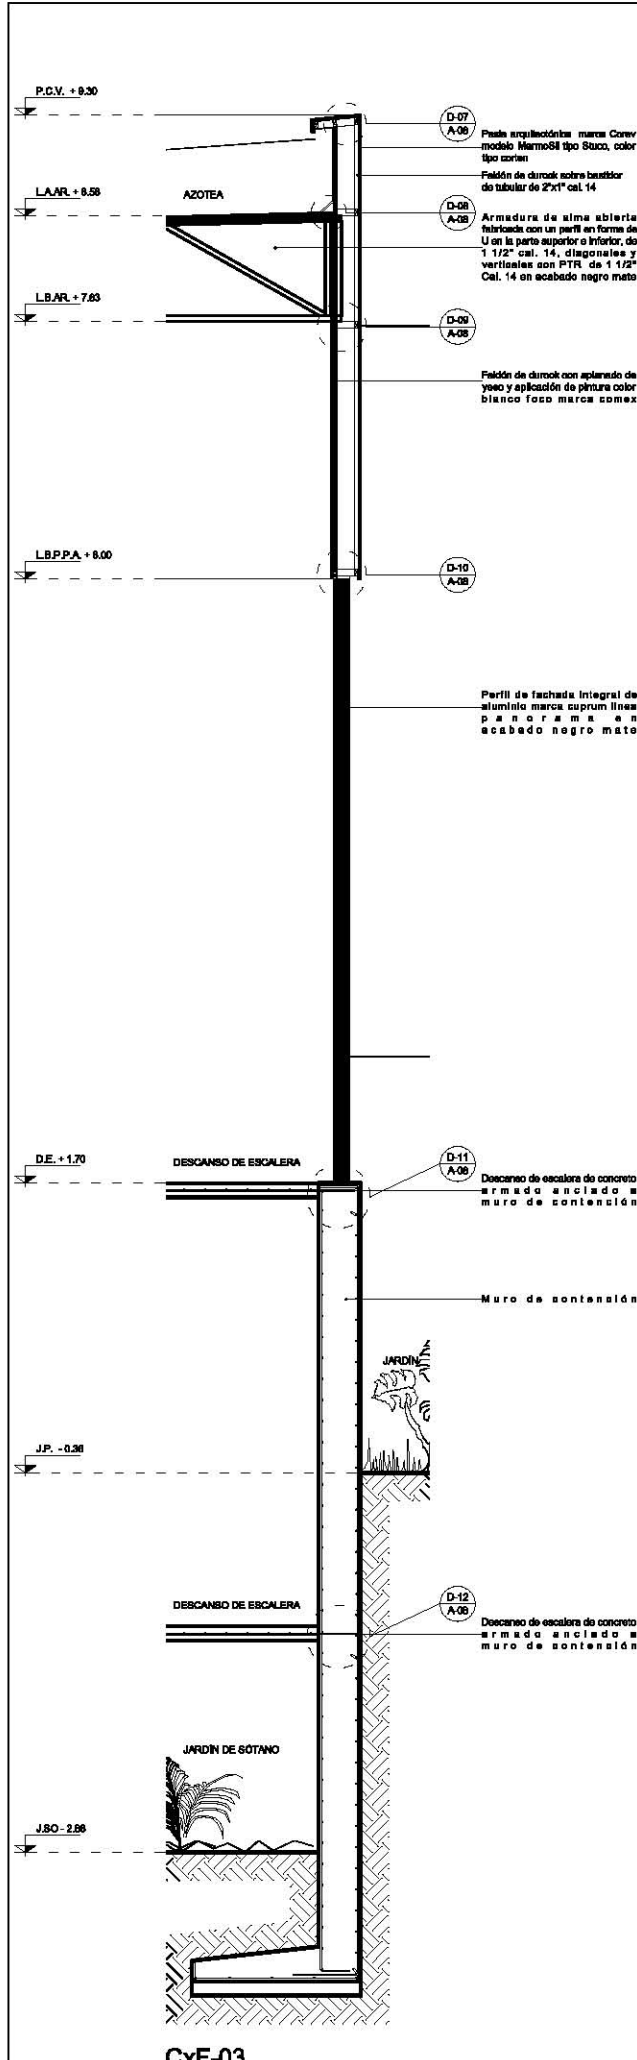 P.C.V. + 9.30
D-07
A-08
Pasta arquitectónica marca Corev
modelo MarmoSil tipo Stuco, color
tipo corten
Faldón de durock sobre bastidor
de tubular de 2"x1" cal. 14
L.A.AR. + 8.58
AZOTEA
D-08
A-08
Armadura de alma abierta
fabricada con un perfil en forma de
U en la parte superior e inferior, de
1 1/2" cal. 14, diagonales y
verticales con PTR de 1 1/2"
Cal. 14 en acabado negro mate
L.B.AR. + 7.83
D-09
A-08
Faldón de durock con aplanado de
yeso y aplicación de pintura color
blanco foco marca comex
L.B.P.P.A. + 6.00
D-10
A-08
Perfil de fachada integral de
aluminio marca cuprum linea
panorama en
acabado negro mate
D.E. + 1.70
DESCANSO DE ESCALERA
D-11
A-08
Descanso de escalera de concreto
armado anclado a
muro de contensión
Muro de contensión
JARDÍN
J.P. - 0.36
DESCANSO DE ESCALERA
D-12
A-08
Descanso de escalera de concreto
armado anclado a
muro de contensión
JARDÍN DE SÓTANO
J.SO - 2.86
CxF-03